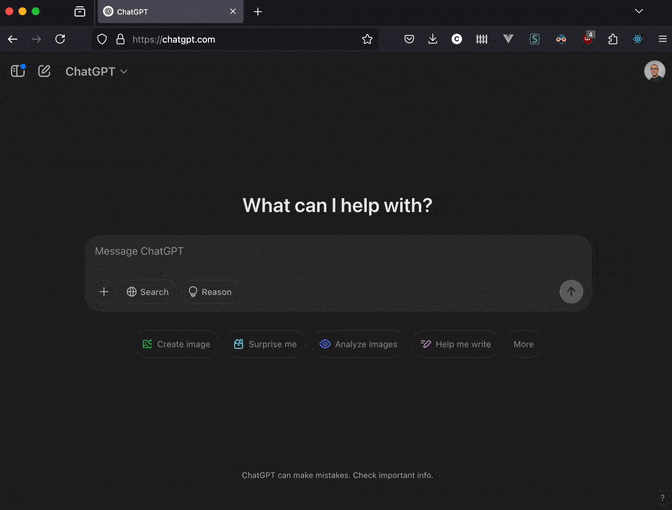 ChatGPT
https://chatgpt.com
4
ChatGPT
What can I help with?
Message ChatGPT
Search
Reason
Create image
Surprise me
Analyze images
Help me write
More
ChatGPT can make mistakes. Check important info.
?